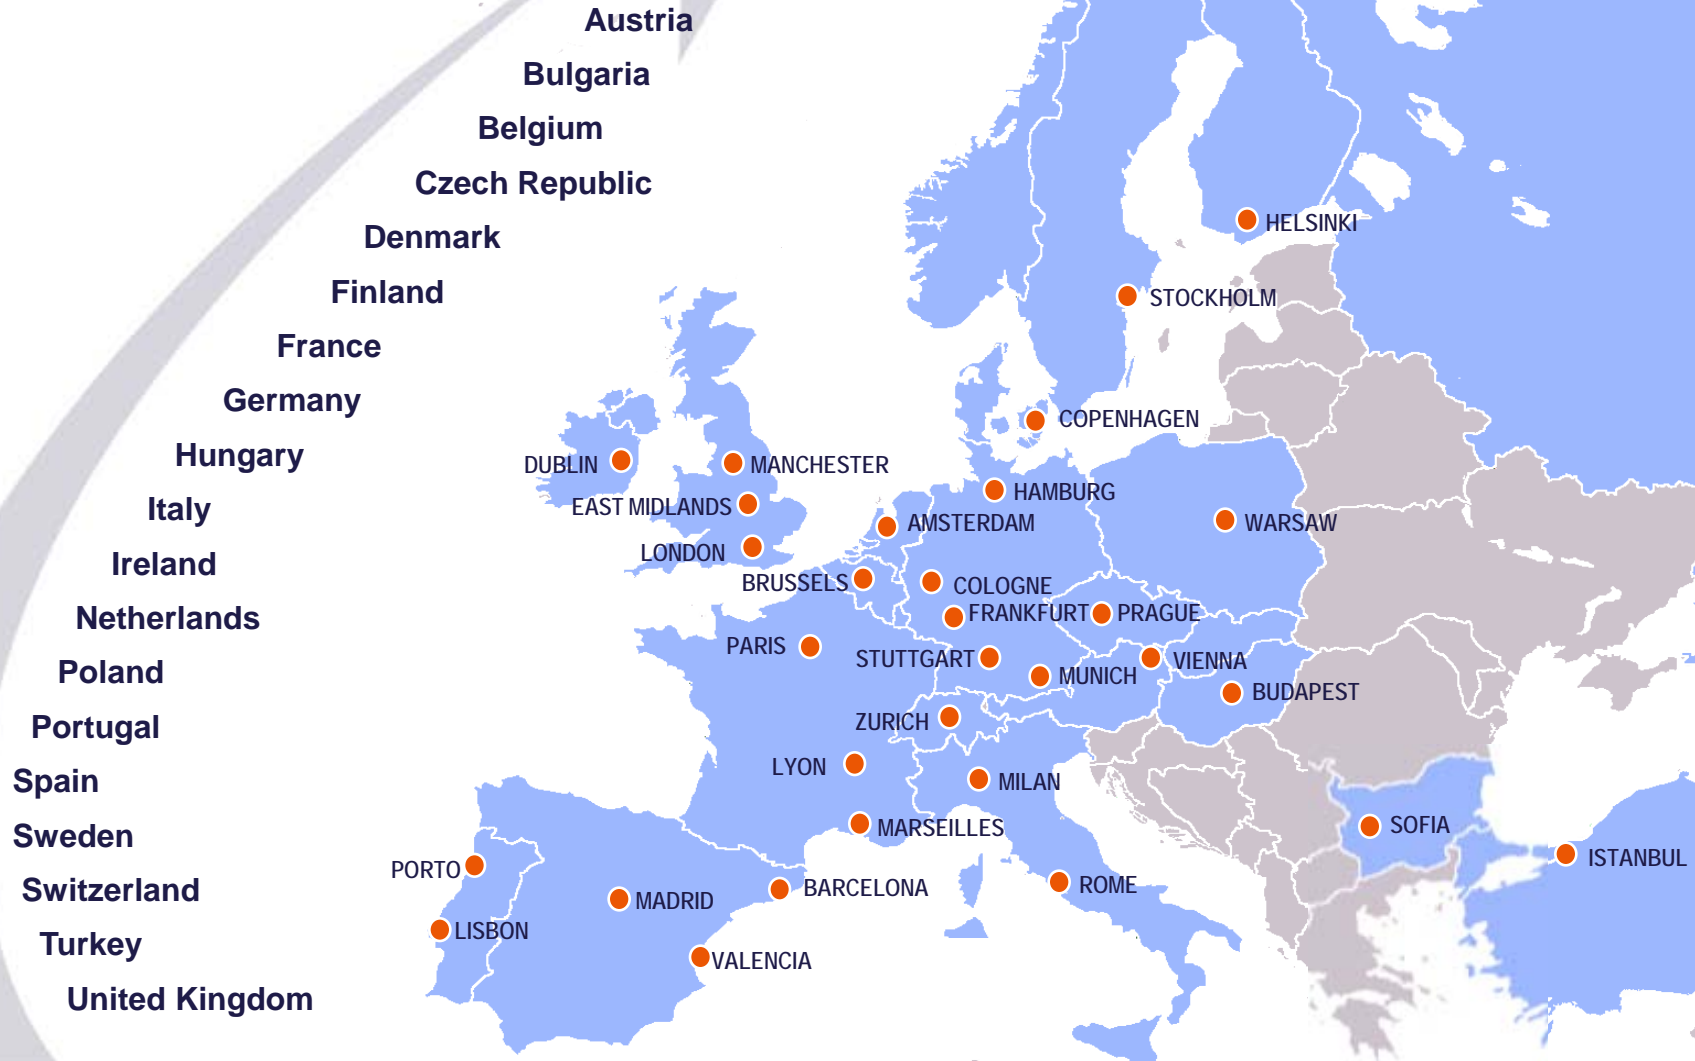 Austria
Bulgaria
Belgium
Czech Republic
Denmark
Finland
France
Germany
Hungary
Italy
Ireland
Netherlands
Poland
Portugal
Spain
Sweden
Switzerland
Turkey
United Kingdom
HELSINKI
STOCKHOLM
COPENHAGEN
DUBLIN
MANCHESTER
HAMBURG
EAST MIDLANDS
AMSTERDAM
WARSAW
LONDON
BRUSSELS
COLOGNE
FRANKFURT
PRAGUE
PARIS
STUTTGART
VIENNA
MUNICH
BUDAPEST
ZURICH
LYON
MILAN
MARSEILLES
SOFIA
ISTANBUL
PORTO
BARCELONA
ROME
MADRID
LISBON
VALENCIA